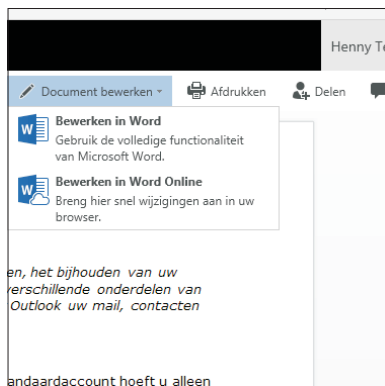 Henny Te
Document bewerken
Afdrukken
Delen
Bewerken in Word
Gebruik de volledige functionaliteit
van Microsoft Word.
Bewerken in Word Online
Breng hier snel wijzigingen aan in uw
browser.
en, het bijhouden van uw
verschillende onderdelen van
Outlook uw mail, contacten
andaardaccount hoeft u alleen